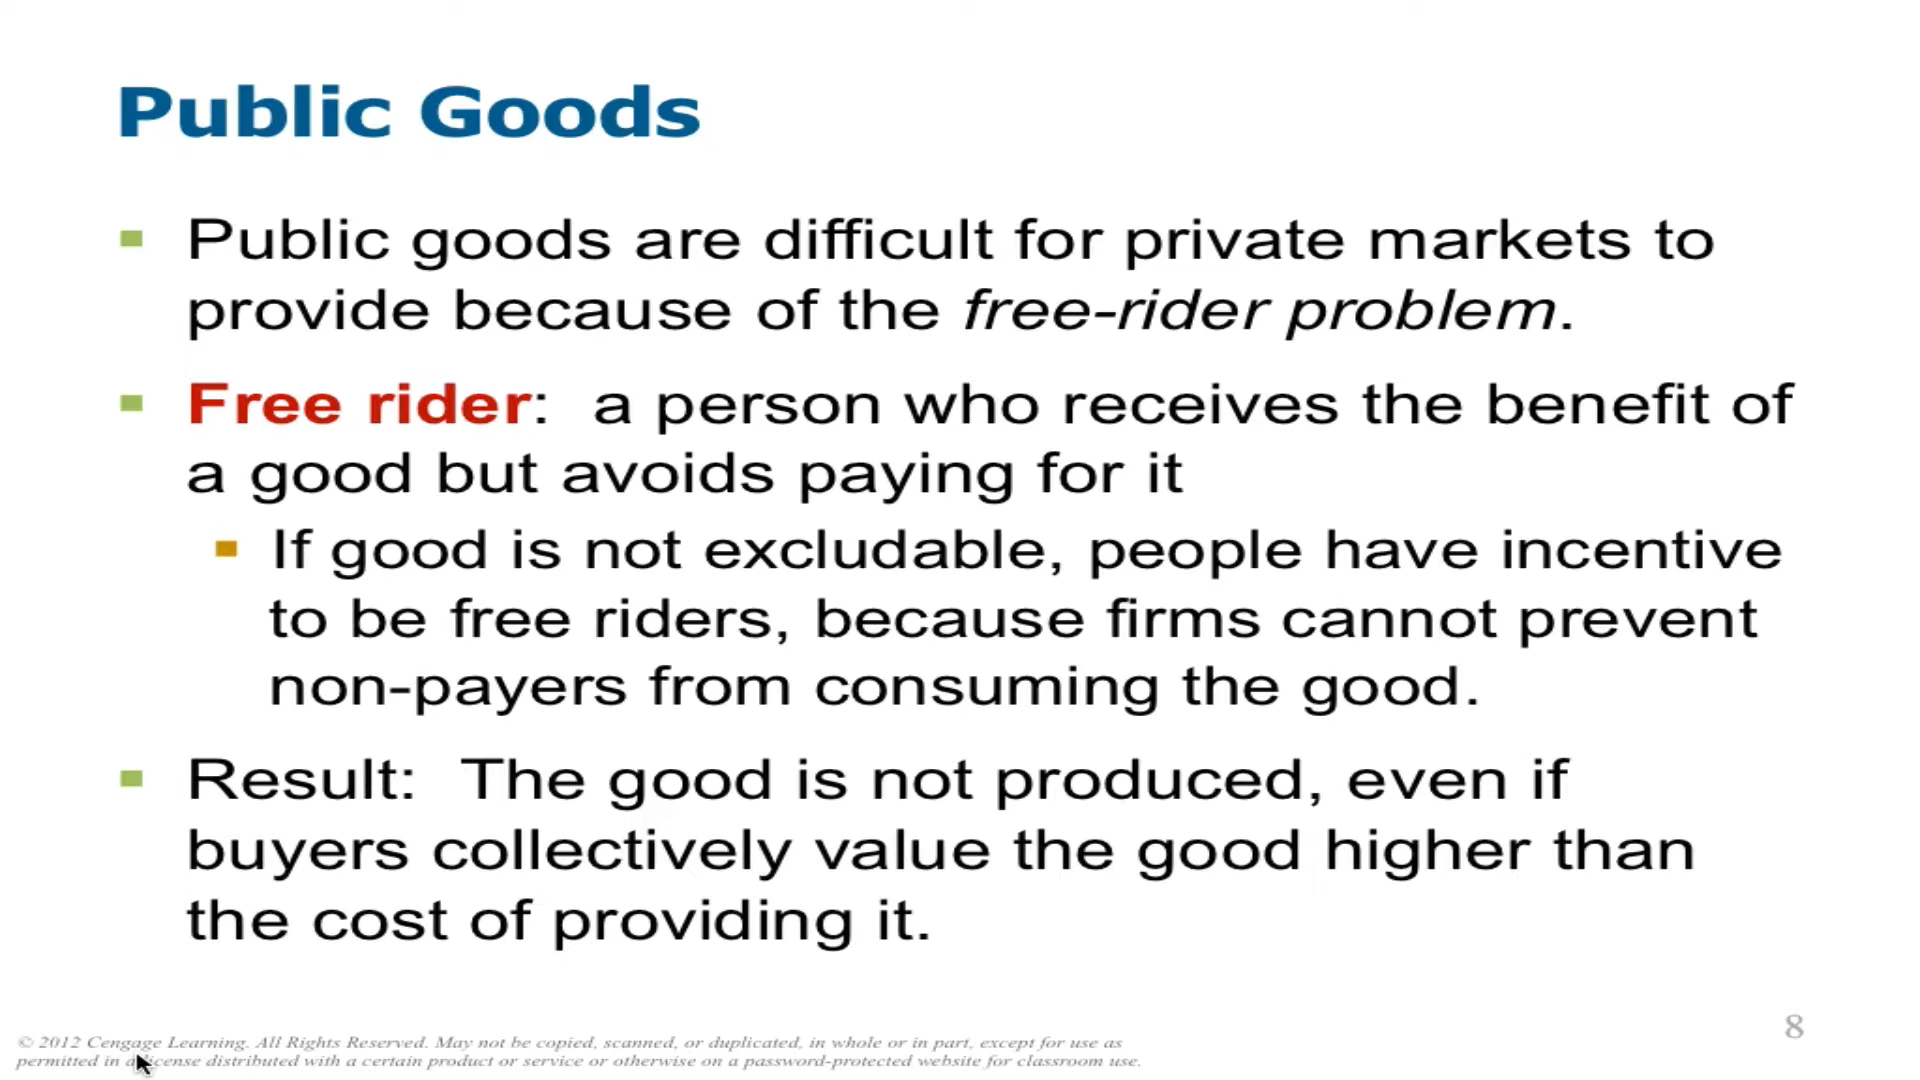 Public Goods
Public goods are difficult for private markets to
provide because of the free-rider problem.
Free rider: a person who receives the benefit of
a good but avoids paying for it
If good is not excludable, people have incentive
to be free riders, because firms cannot prevent
non-payers from consuming the good.
Result: The good is not produced, even if
buyers collectively value the good higher than
the cost of providing it.
8
© 2012 Cengage Learning. All Rights Reserved. May not be copied, scanned, or duplicated, in whole or in part, except for use as
permitted in a license distributed with a certain product or service or otherwise on a password-protected website for classroom use.